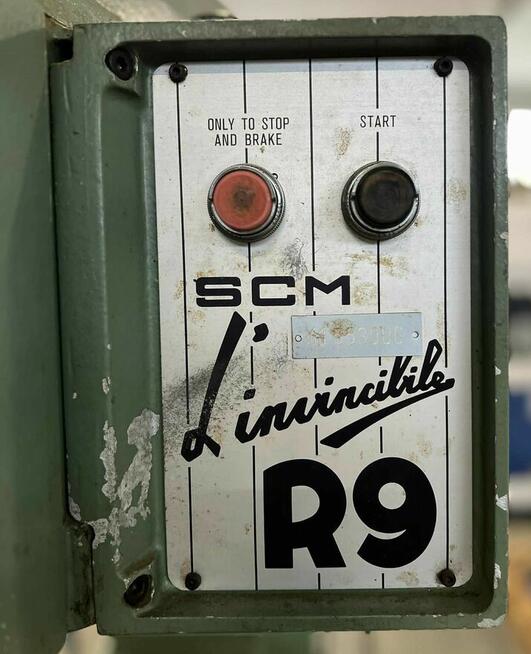 ONLY TO STOP
AND BRAKE
START
SCM
L'invincibile
R9